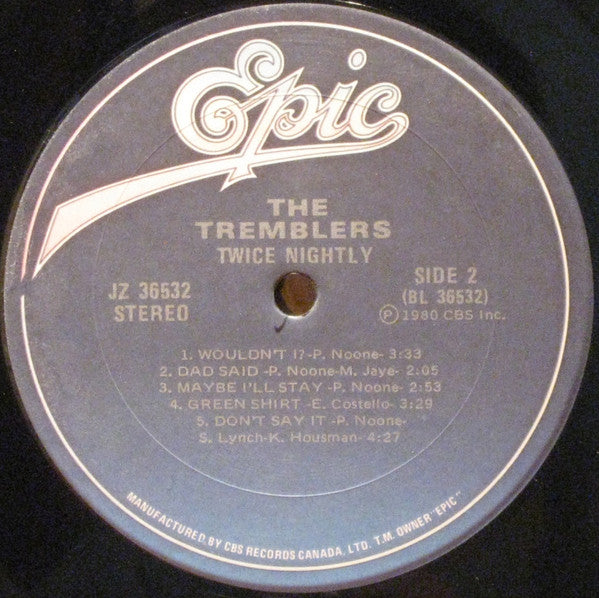 Epic
THE
TREMBLERS
TWICE NIGHTLY
JZ 36532
STEREO
SIDE 2
(BL 36532)
Ⓟ 1980 CBS Inc.
1. WOULDN'T I? -P. Noone- 3:33
2. DAD SAID -P. Noone-M. Jaye- 2:05
3. MAYBE I'LL STAY -P. Noone- 2:53
4. GREEN SHIRT -E. Costello- 3:29
5. DON'T SAY IT -P. Noone-
S. Lynch-K. Housman- 4:27
MANUFACTURED BY CBS RECORDS CANADA, LTD. T.M. OWNER "EPIC"